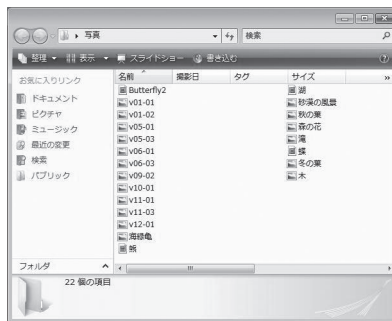 写真
検索
整理 表示 スライドショー 書き込む
お気に入りリンク
ドキュメント
ピクチャ
ミュージック
最近の変更
検索
パブリック
フォルダ
名前 撮影日 タグ サイズ
Butterfly2
v01-01
v01-02
v05-01
v05-03
v06-01
v06-03
v09-02
v10-01
v11-01
v11-03
v12-01
海緑亀
熊
湖
砂漠の風景
秋の葉
森の花
滝
蝶
冬の葉
木
22 個の項目